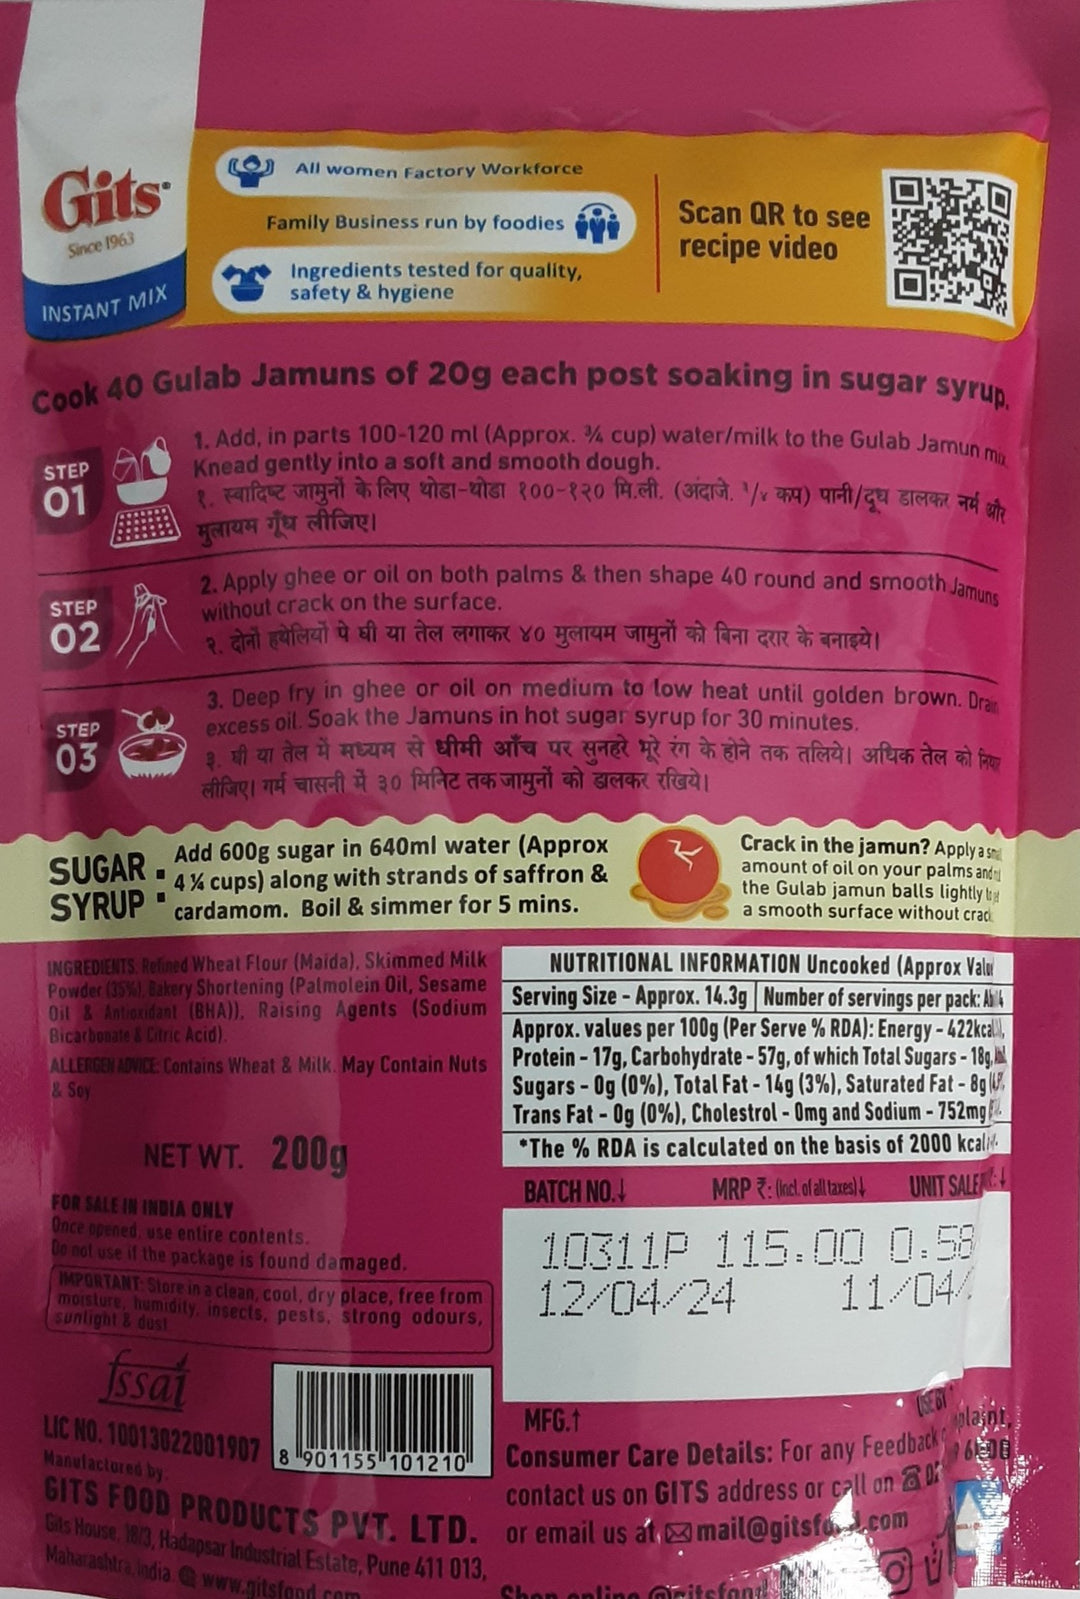 Gits
Since 1963
INSTANT MIX
All women Factory Workforce
Family Business run by foodies
Ingredients tested for quality,
safety & hygiene
Scan QR to see
recipe video
Cook 40 Gulab Jamuns of 20g each post soaking in sugar syrup.
STEP
01
1. Add, in parts 100-120 ml (Approx. ¾ cup) water/milk to the Gulab Jamun mix
Knead gently into a soft and smooth dough.
१. स्वादिष्ट जामुनों के लिए थोडा-थोडा १००-१२० मि.ली. (अंदाजे. कप) पानी/दूध डालकर नर्म और
मुलायम गूँध लीजिए।
STEP
02
2. Apply ghee or oil on both palms & then shape 40 round and smooth Jamuns
without crack on the surface.
२. दोनों हथेलियों पे घी या तेल लगाकर ४० मुलायम जामुनों को बिना दरार के बनाइये।
STEP
03
3. Deep fry in ghee or oil on medium to low heat until golden brown. Drain
excess oil. Soak the Jamuns in hot sugar syrup for 30 minutes.
३. घी या तेल में मध्यम से धीमी आँच पर सुनहरे भूरे रंग के होने तक तलिये। अधिक तेल को निथार
लीजिए। गर्म चासनी में ३० मिनिट तक जामुनों को डालकर रखिये।
SUGAR
SYRUP :
Add 600g sugar in 640ml water (Approx
4 ¼ cups) along with strands of saffron &
cardamom. Boil & simmer for 5 mins.
Crack in the jamun? Apply a
amount of oil on your palms and
the Gulab jamun balls lightly
a smooth surface without
INGREDIENTS: Refined Wheat Flour (Maida), Skimmed Milk
Powder (35%), Bakery Shortening (Palmolein Oil, Sesame
Oil & Antioxidant (BHA)), Raising Agents (Sodium
Bicarbonate & Citric Acid).
ALLERGEN ADVICE: Contains Wheat & Milk. May Contain Nuts
& Soy
NET WT. 200g
FOR SALE IN INDIA ONLY
Once opened, use entire contents.
Do not use if the package is found damaged.
IMPORTANT: Store in a clean, cool, dry place, free from
moisture, humidity, insects, pests, strong odours,
sunlight & dust
fssai
LIC NO. 10013022001907
8 901155 101210
Manufactured by:
GITS FOOD PRODUCTS PVT. LTD.
Gits House, 18/3, Hadapsar Industrial Estate, Pune 411 013,
Maharashtra, India. www.gitsfood.com
NUTRITIONAL INFORMATION Uncooked (Approx
Serving Size - Approx. 14.3g Number of servings per pack:
Approx. values per 100g (Per Serve % RDA): Energy - 422kcal
Protein - 17g, Carbohydrate - 57g, of which Total Sugars - 18g,
Sugars - 0g (0%), Total Fat - 14g (3%), Saturated Fat - 8g
Trans Fat - 0g (0%), Cholestrol - 0mg and Sodium - 752mg
*The % RDA is calculated on the basis of 2000 kcal
BATCH NO.↓ MRP ₹: (Incl. of all taxes)↓ UNIT SALE
10311P 115.00 0.58
12/04/24 11/04/
MFG.↑ USE BY
Consumer Care Details: For any Feedback
contact us on GITS address or call on
or email us at
Shop online